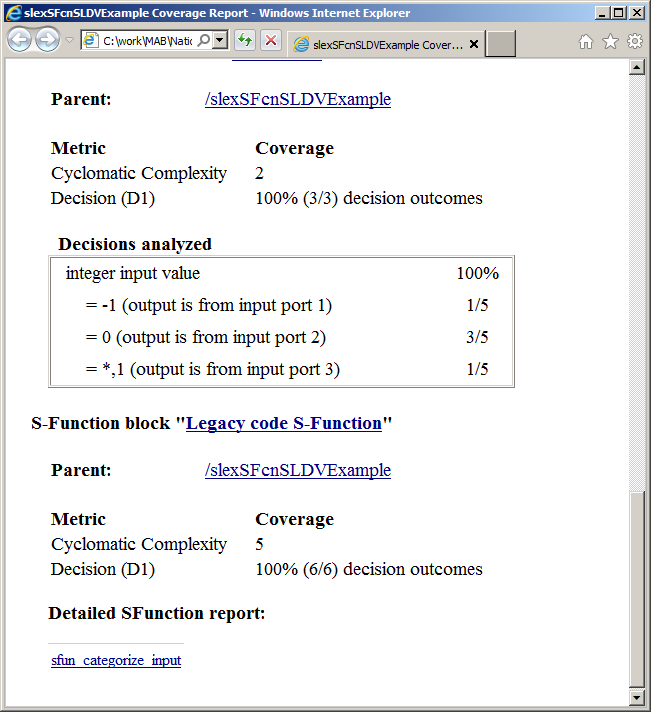 slexSFcnSLDVExample Coverage Report - Windows Internet Explorer
C:\work\MAB\Natic
slexSFcnSLDVExample Cover...
Parent: /slexSFcnSLDVExample
Metric Coverage
Cyclomatic Complexity 2
Decision (D1) 100% (3/3) decision outcomes
Decisions analyzed
integer input value 100%
= -1 (output is from input port 1) 1/5
= 0 (output is from input port 2) 3/5
= *,1 (output is from input port 3) 1/5
S-Function block "Legacy code S-Function"
Parent: /slexSFcnSLDVExample
Metric Coverage
Cyclomatic Complexity 5
Decision (D1) 100% (6/6) decision outcomes
Detailed SFunction report:
sfun_categorize_input